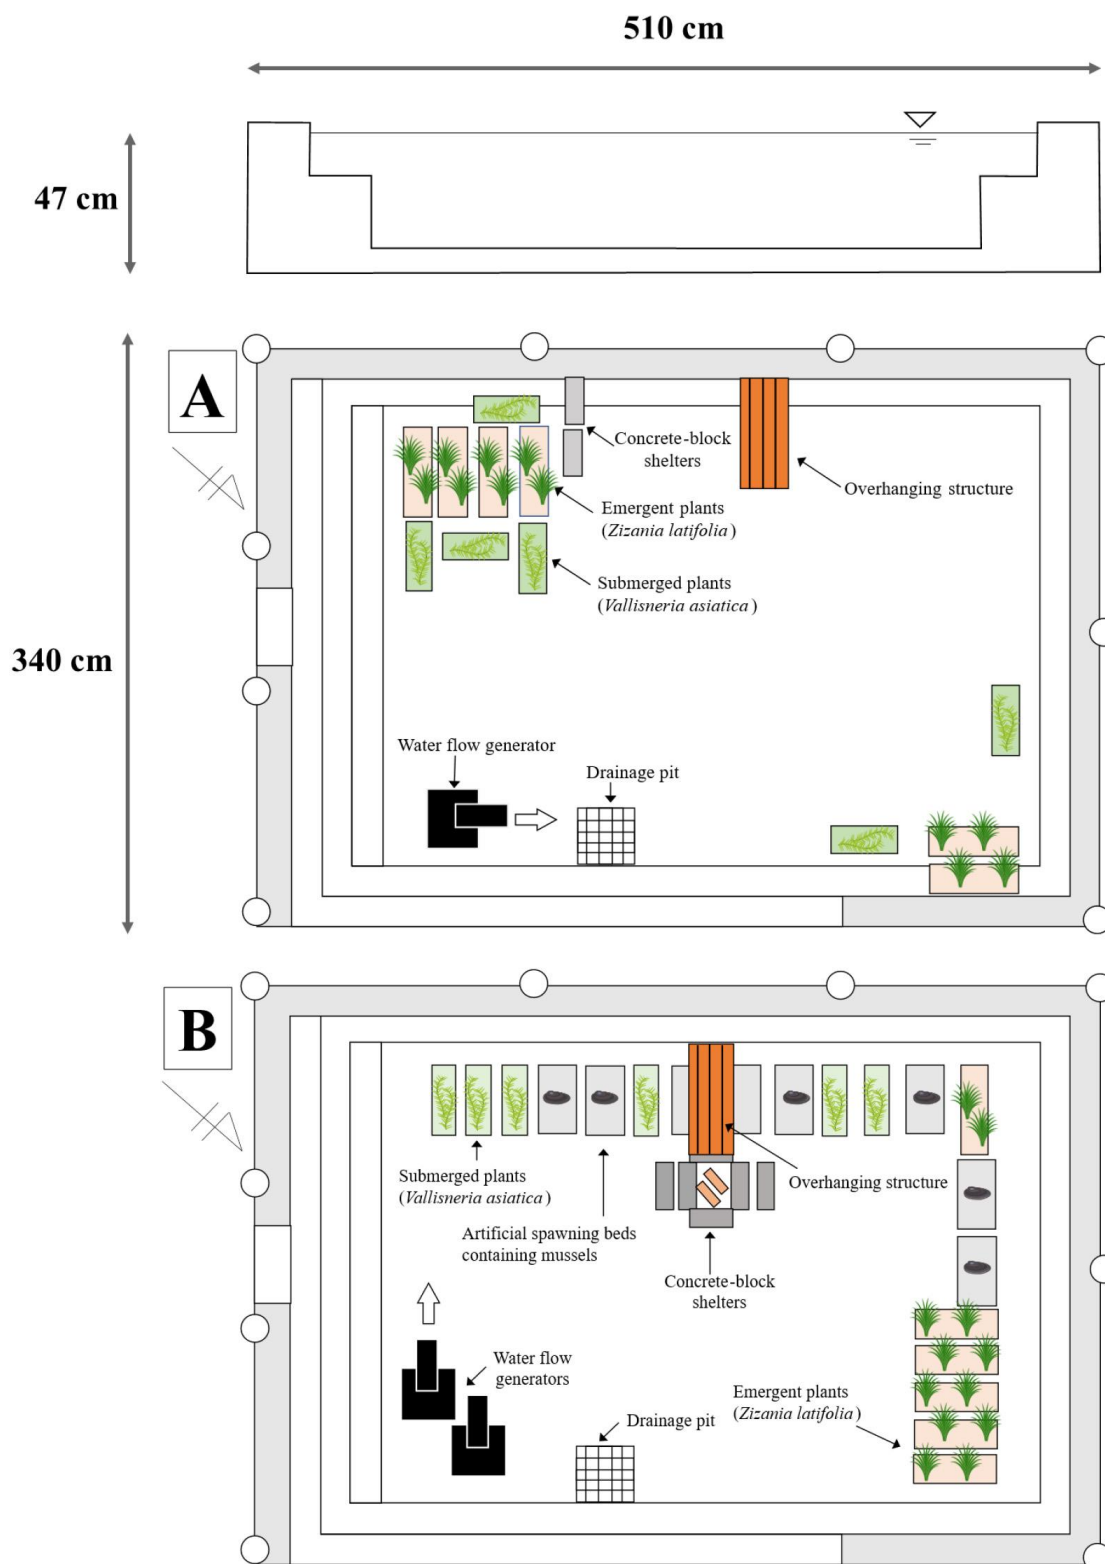 510 cm
47 cm
340 cm
A
Concrete-block
shelters
Overhanging structure
Emergent plants
(Zizania latifolia)
Submerged plants
(Vallisneria asiatica)
Water flow generator
Drainage pit
B
Submerged plants
(Vallisneria asiatica)
Overhanging structure
Artificial spawning beds
containing mussels
Concrete-block
shelters
Water flow
generators
Emergent plants
(Zizania latifolia)
Drainage pit